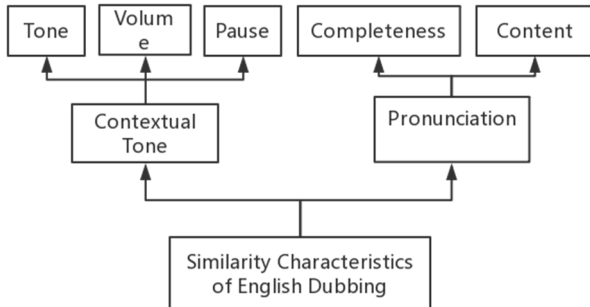 Tone
Volum
e
Pause
Completeness
Content
Contextual
Tone
Pronunciation
Similarity Characteristics
of English Dubbing